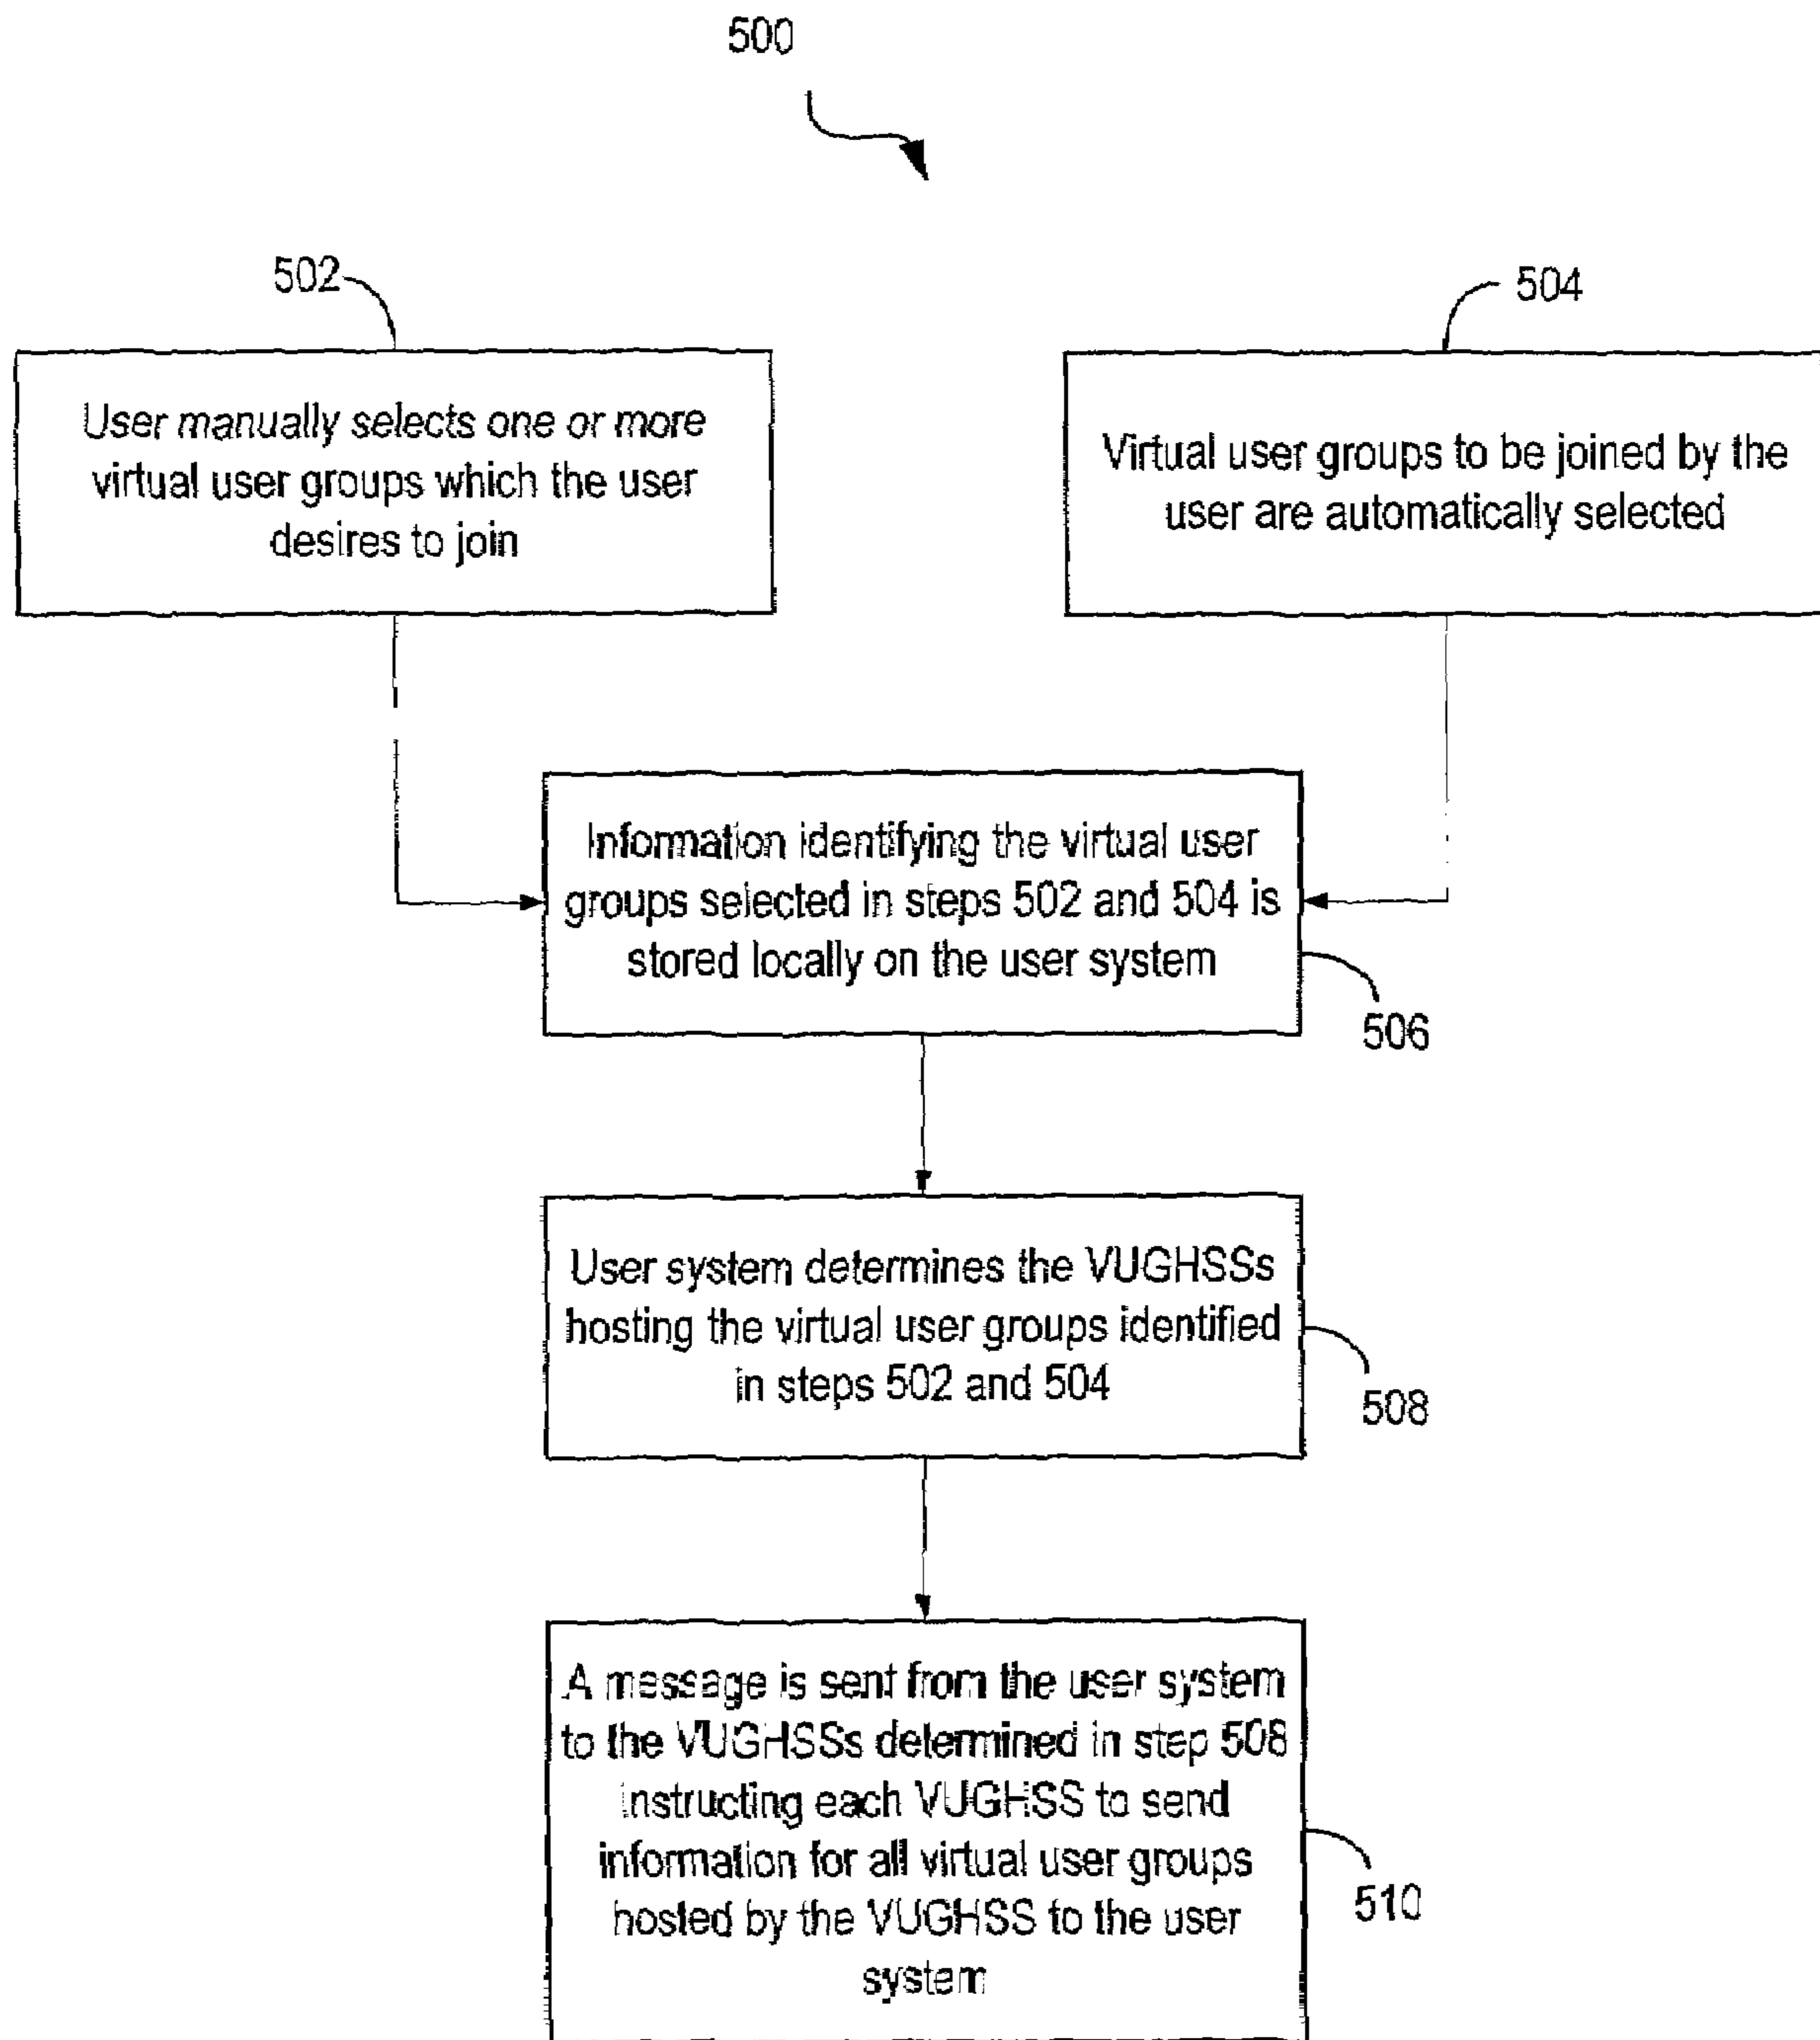 500
502
504
User manually selects one or more
virtual user groups which the user
desires to join
Virtual user groups to be joined by the
user are automatically selected
Information identifying the virtual user
groups selected in steps 502 and 504 is
stored locally on the user system
506
User system determines the VUGHSSs
hosting the virtual user groups identified
in steps 502 and 504
508
A message is sent from the user system
to the VUGHSSs determined in step 508
instructing each VUGHSS to send
information for all virtual user groups
hosted by the VUGHSS to the user
system
510